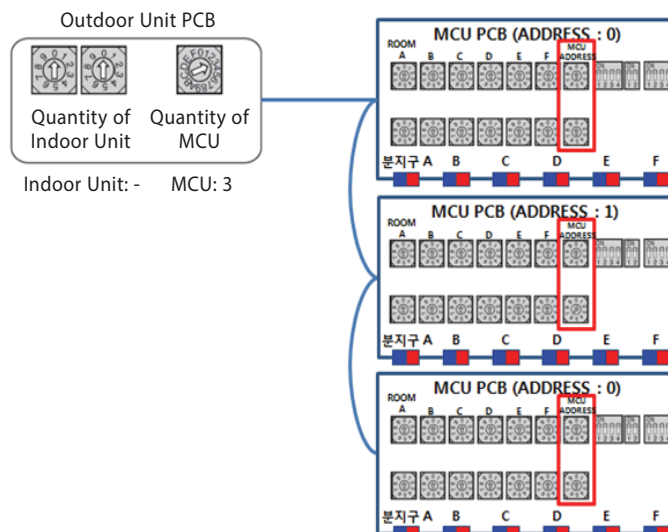 Outdoor Unit PCB
Quantity of Indoor Unit
Quantity of MCU
Indoor Unit: -
MCU: 3
MCU PCB (ADDRESS : 0)
ROOM
A B C D E F MCU ADDRESS
분지구 A B C D E F
MCU PCB (ADDRESS : 1)
ROOM
A B C D E F MCU ADDRESS
분지구 A B C D E F
MCU PCB (ADDRESS : 0)
ROOM
A B C D E F MCU ADDRESS
분지구 A B C D E F